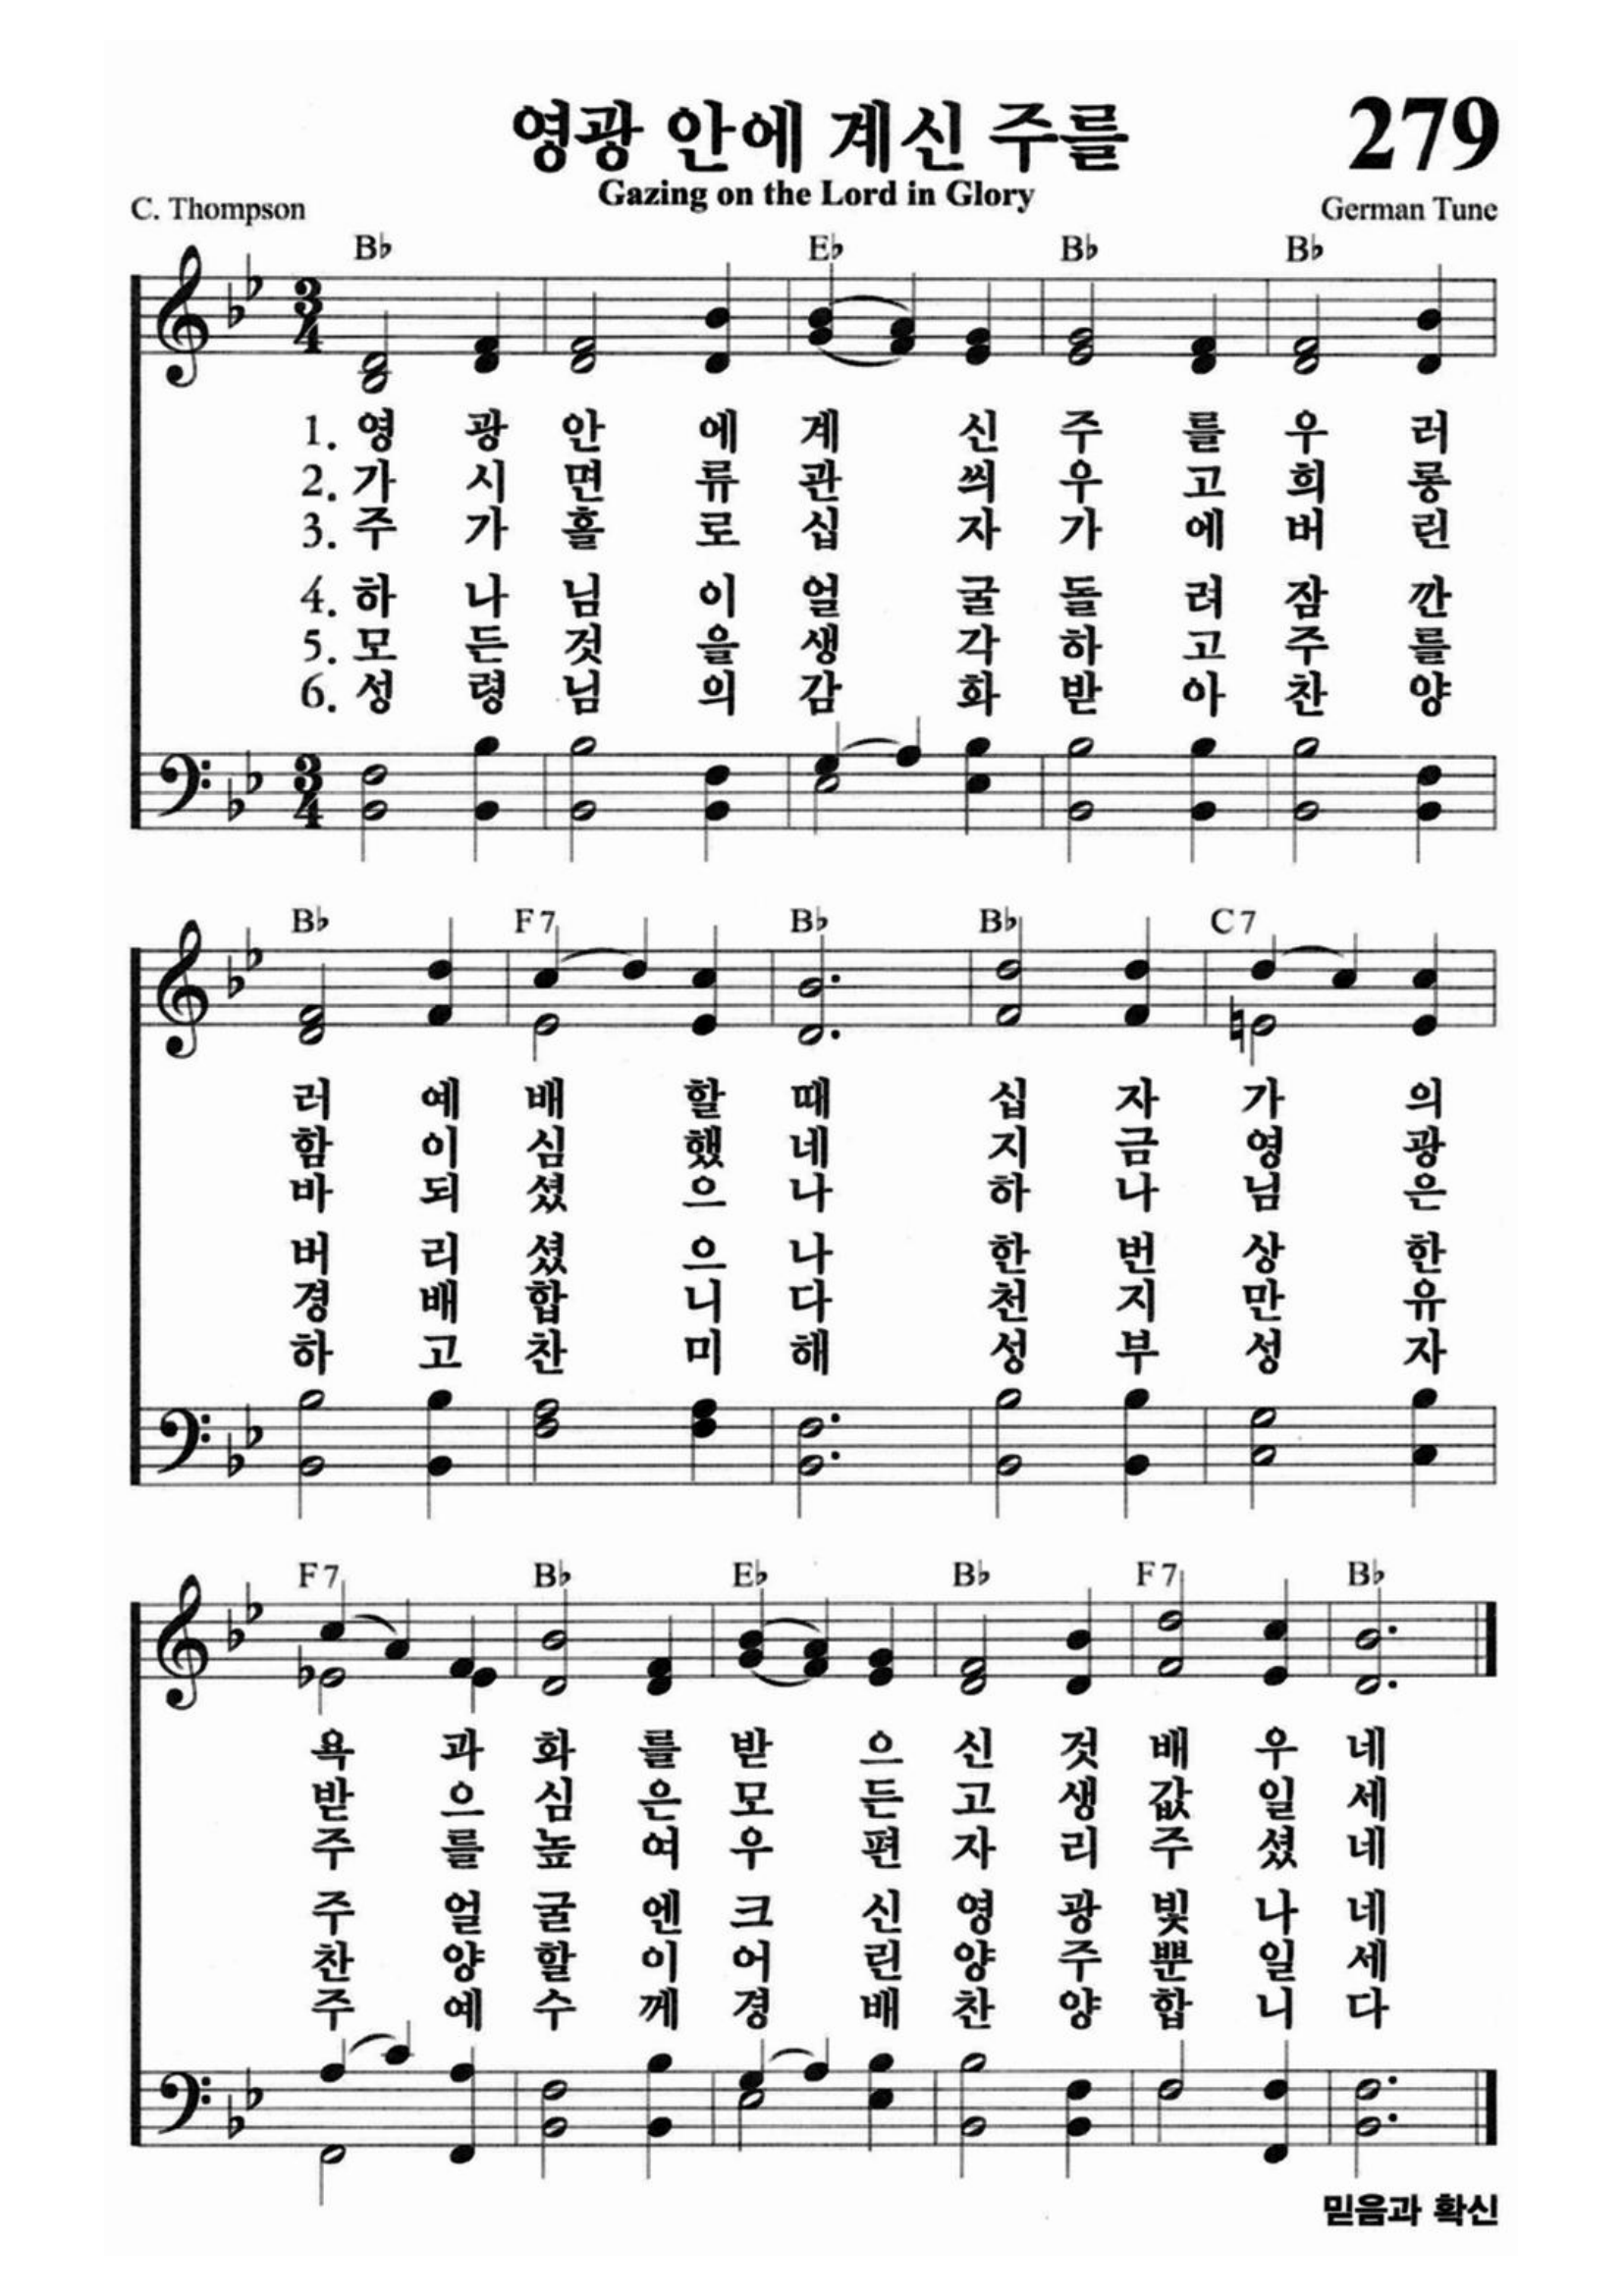 영광 안에 계신 주를
279
Gazing on the Lord in Glory
C. Thompson
German Tune
B♭ E♭ B♭ B♭
3 4
1. 영 광 안 에 계 신 주 를 우 러
2. 가 시 면 류 관 씌 우 고 희 롱
3. 주 가 홀 로 십 자 가 에 버 린
4. 하 나 님 이 얼 굴 돌 려 잠 깐
5. 모 든 것 을 생 각 하 고 주 를
6. 성 령 님 의 감 화 받 아 찬 양
3 4
B♭ F7 B♭ B♭ C7
러 예 배 할 때 십 자 가 의
함 이 심 했 네 지 금 영 광
바 되 셨 으 나 하 나 님 은
버 리 셨 으 나 한 번 상 한
경 배 합 니 다 천 지 만 유
하 고 찬 미 해 성 부 성 자
F7 B♭ E♭ B♭ F7 B♭
욕 과 화 를 받 으 신 것 배 우 네
받 으 심 은 모 든 고 생 값 일 세
주 를 높 여 우 편 자 리 주 셨 네
주 얼 굴 엔 크 신 영 광 빛 나 네
찬 양 할 이 어 린 양 주 뿐 일 세
주 예 수 께 경 배 찬 양 합 니 다
믿음과 확신